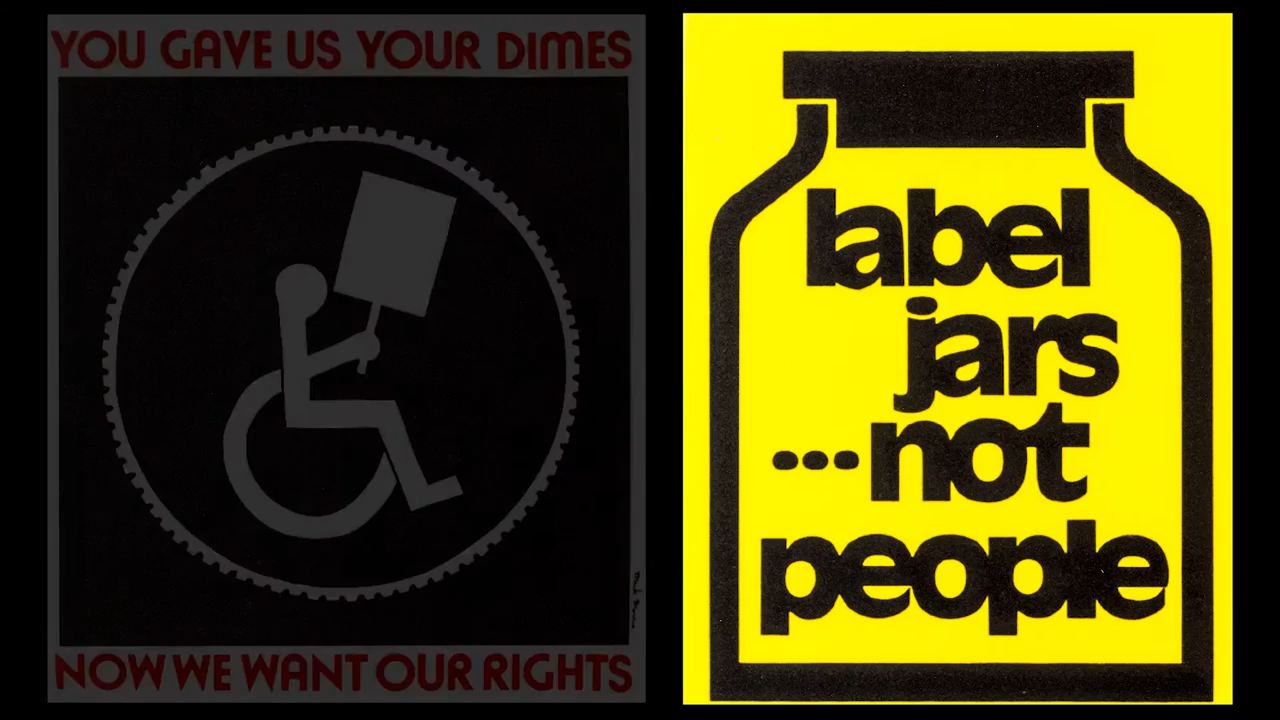 YOU GAVE US YOUR DIMES
NOW WE WANT OUR RIGHTS
label
jars
...not
people